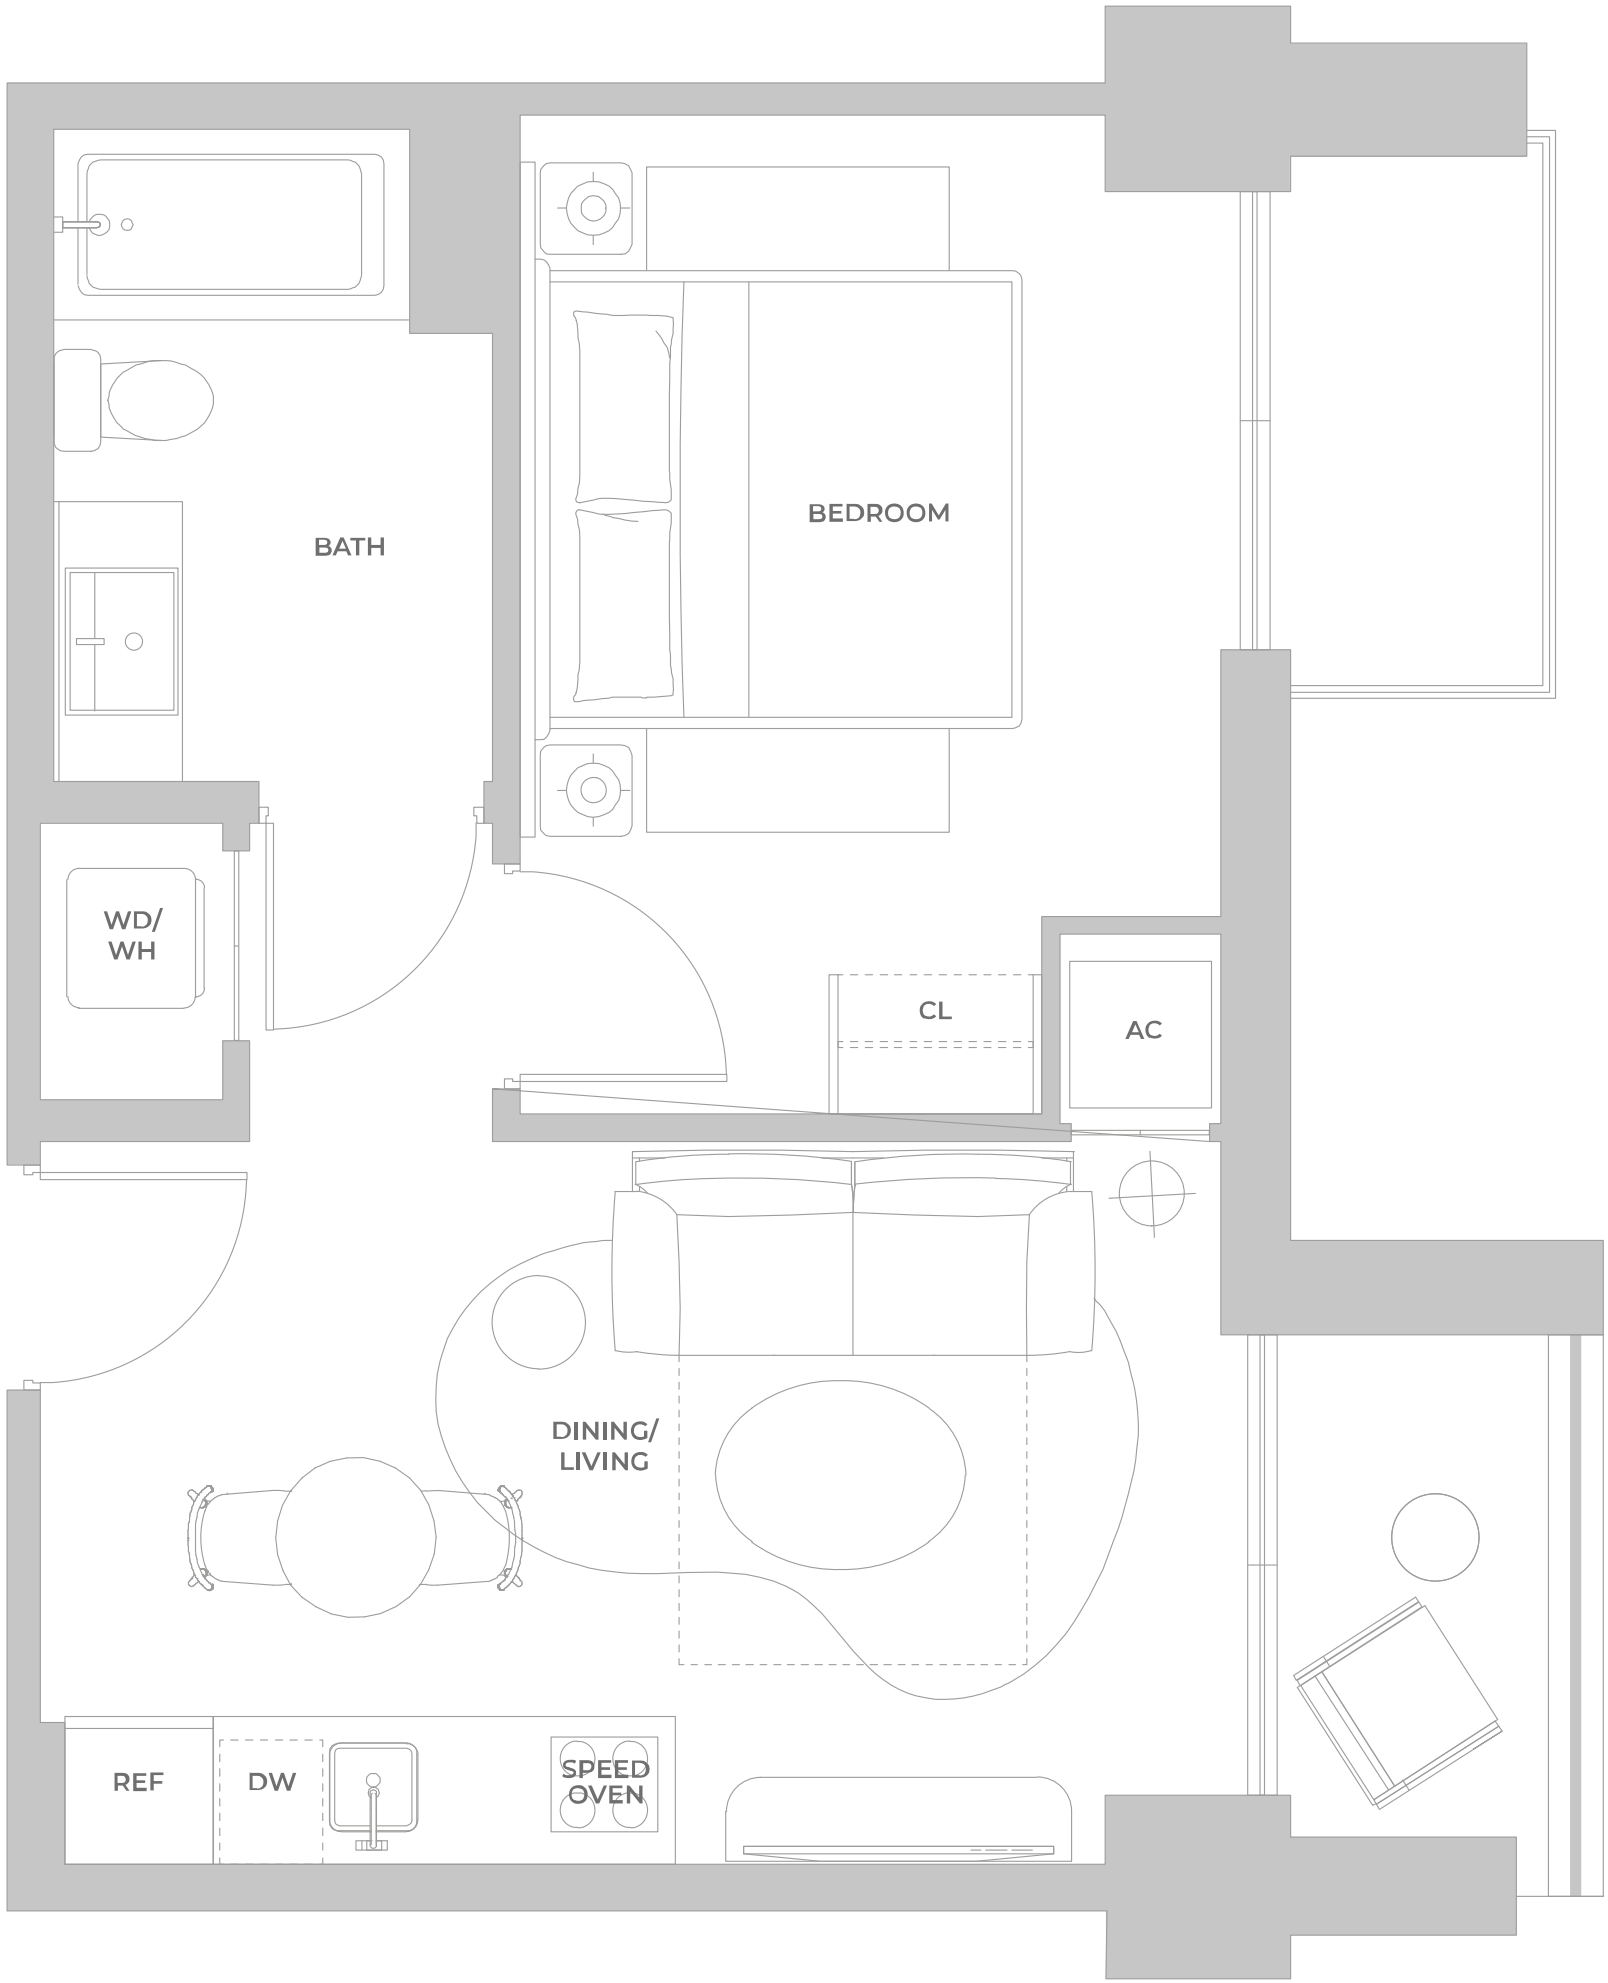 BEDROOM
BATH
WD/
WH
CL
AC
DINING/
LIVING
REF
DW
SPEED
OVEN